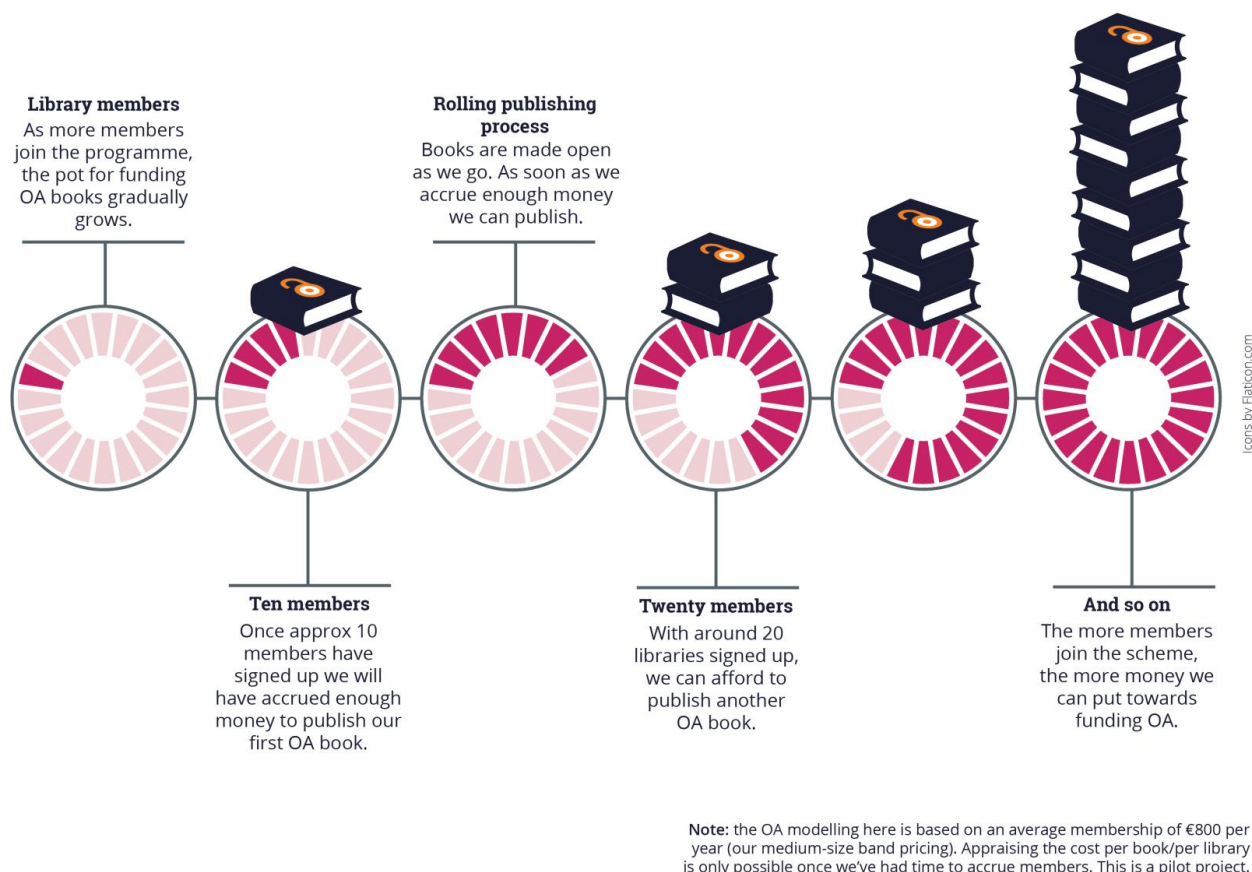 Library members
As more members
join the programme,
the pot for funding
OA books gradually
grows.
Rolling publishing
process
Books are made open
as we go. As soon as we
accrue enough money
we can publish.
Ten members
Once approx 10
members have
signed up we will
have accrued enough
money to publish our
first OA book.
Twenty members
With around 20
libraries signed up,
we can afford to
publish another
OA book.
And so on
The more members
join the scheme,
the more money we
can put towards
funding OA.
Icons by Flaticon.com
Note: the OA modelling here is based on an average membership of €800 per
year (our medium-size band pricing). Appraising the cost per book/per library
is only possible once we've had time to accrue members. This is a pilot project.